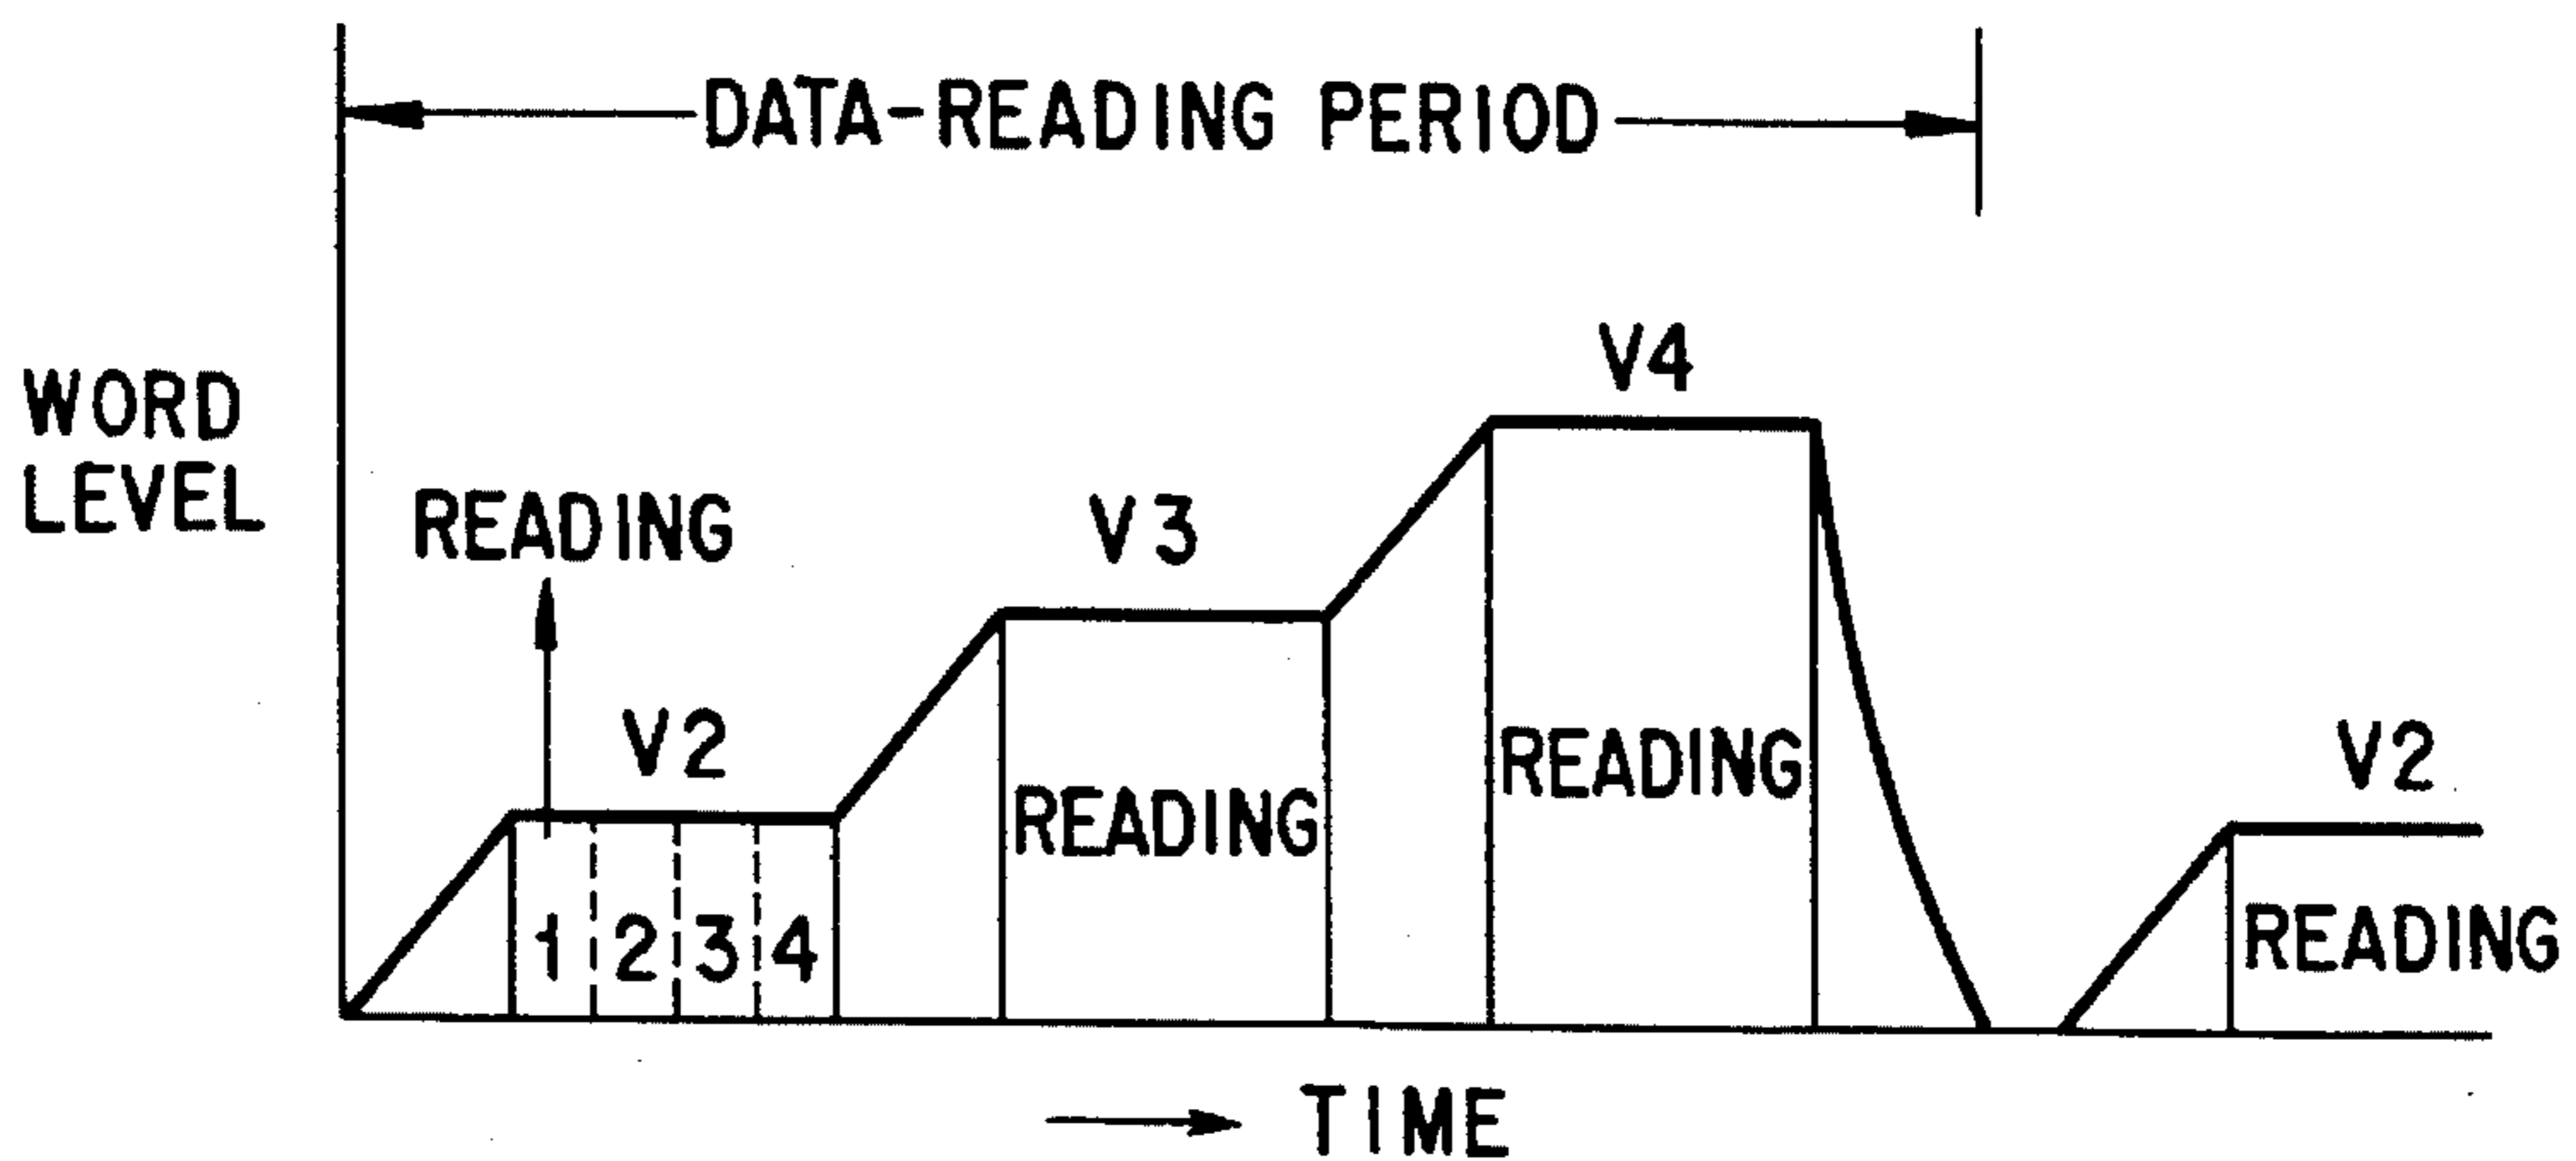 DATA-READING PERIOD
WORD
LEVEL
V4
READING
V3
V2
READING
READING
V2
1 2 3 4
READING
TIME